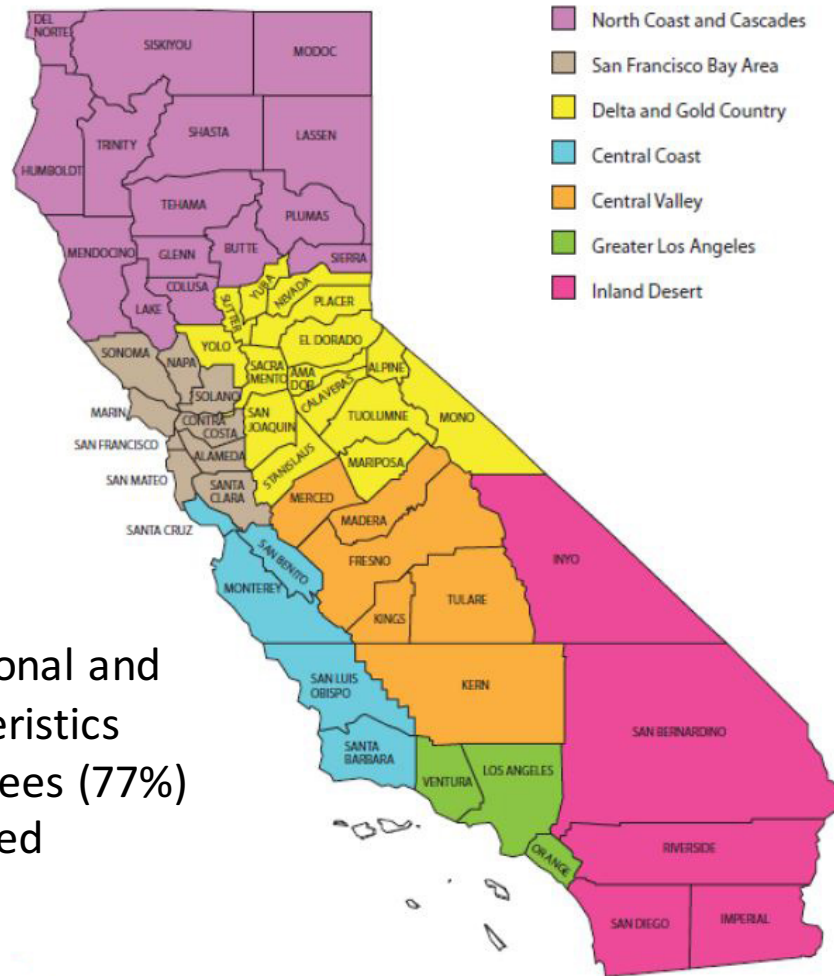 DEL
NORTE
SISKIYOU
MODOC
HUMBOLDT
TRINITY
SHASTA
LASSEN
TEHAMA
PLUMAS
MENDOCINO
GLENN
BUTTE
SIERRA
COLUSA
LAKE
SUTTER
YUBA
NIVADA
PLACER
SONOMA
NAPA
YOLO
EL DORADO
SACRA
MENTO
AMA
DOR
ALPINE
SOLANO
CALAVERAS
MARIN
CONTRA
COSTA
SAN
JOAQUIN
TUOLUMNE
MONO
SAN FRANCISCO
ALAMEDA
STANISLAUS
MARIPOSA
SAN MATEO
SANTA
CLARA
MERCED
MADERA
SANTA CRUZ
SAN BENITO
FRESNO
INYO
MONTEREY
KINGS
TULARE
SAN LUIS
OBISPO
KERN
SAN BERNARDINO
SANTA
BARBARA
VENTURA
LOS ANGELES
ORANGE
RIVERSIDE
SAN DIEGO
IMPERIAL
North Coast and Cascades
San Francisco Bay Area
Delta and Gold Country
Central Coast
Central Valley
Greater Los Angeles
Inland Desert
onal and
eristics
ees (77%)
ed